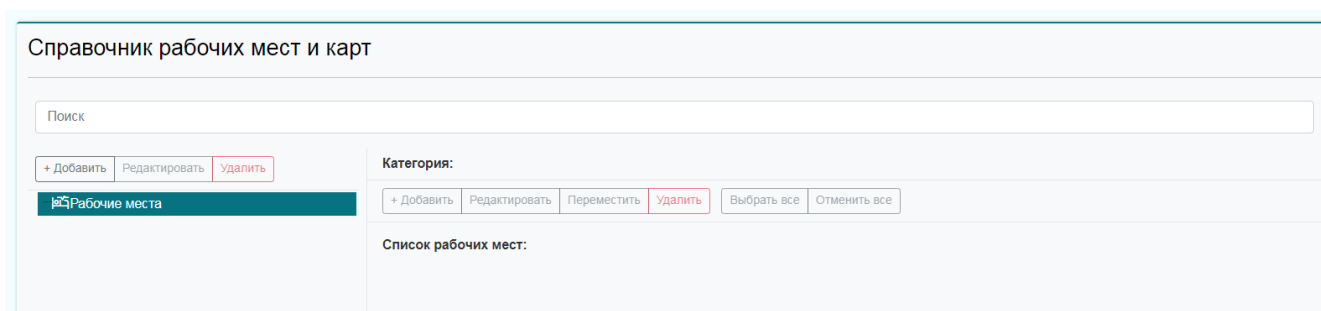 Справочник рабочих мест и карт
Поиск
+ Добавить Редактировать Удалить
Рабочие места
Категория:
+ Добавить Редактировать Переместить Удалить Выбрать все Отменить все
Список рабочих мест: